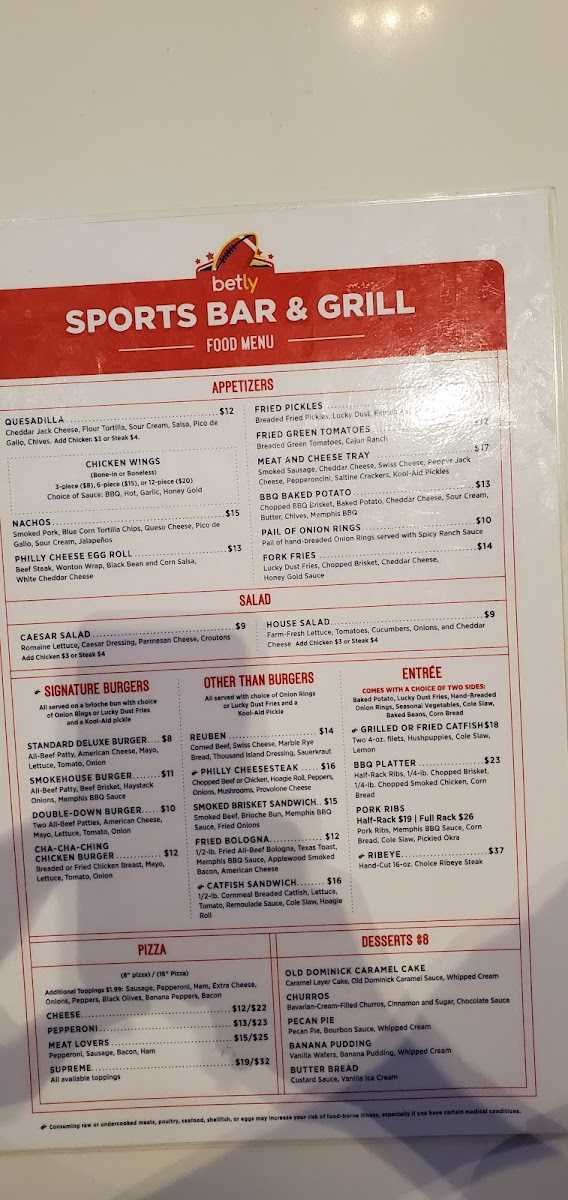 betly
SPORTS BAR & GRILL
FOOD MENU
APPETIZERS
QUESADILLA $12
Cheddar Jack Cheese, Flour Tortilla, Sour Cream, Salsa, Pico de
Gallo, Chives. Add Chicken $3 or Steak $4.
CHICKEN WINGS
(Bone-in or Boneless)
3-piece ($8), 6-piece ($15), or 12-piece ($20)
Choice of Sauce: BBQ, Hot, Garlic, Honey Gold
NACHOS $15
Smoked Pork, Blue Corn Tortilla Chips, Queso Cheese, Pico de
Gallo, Sour Cream, Jalapeños
PHILLY CHEESE EGG ROLL $13
Beef Steak, Wonton Wrap, Black Bean and Corn Salsa,
White Cheddar Cheese
FRIED PICKLES
Breaded Fried Pickles, Lucky Dust,
FRIED GREEN TOMATOES $12
Breaded Green Tomatoes, Cajun Ranch
MEAT AND CHEESE TRAY $17
Smoked Sausage, Cheddar Cheese, Swiss Cheese, Pepper Jack
Cheese, Pepperoncini, Saltine Crackers, Kool-Aid Pickles
BBQ BAKED POTATO $13
Chopped BBQ Brisket, Baked Potato, Cheddar Cheese, Sour Cream,
Butter, Chives, Memphis BBQ
PAIL OF ONION RINGS $10
Pail of hand-breaded Onion Rings served with Spicy Ranch Sauce
FORK FRIES $14
Lucky Dust Fries, Chopped Brisket, Cheddar Cheese,
Honey Gold Sauce
SALAD
CAESAR SALAD $9
Romaine Lettuce, Caesar Dressing, Parmesan Cheese, Croutons
Add Chicken $3 or Steak $4
HOUSE SALAD $9
Farm-Fresh Lettuce, Tomatoes, Cucumbers, Onions, and Cheddar
Cheese Add Chicken $3 or Steak $4
SIGNATURE BURGERS
All served on a brioche bun with choice
of Onion Rings or Lucky Dust Fries
and a Kool-Aid pickle
STANDARD DELUXE BURGER $8
All-Beef Patty, American Cheese, Mayo,
Lettuce, Tomato, Onion
SMOKEHOUSE BURGER $11
All-Beef Patty, Beef Brisket, Haystack
Onions, Memphis BBQ Sauce
DOUBLE-DOWN BURGER $10
Two All-Beef Patties, American Cheese,
Mayo, Lettuce, Tomato, Onion
CHA-CHA-CHING
CHICKEN BURGER $12
Breaded or Fried Chicken Breast, Mayo,
Lettuce, Tomato, Onion
OTHER THAN BURGERS
All served with choice of Onion Rings
or Lucky Dust Fries and a
Kool-Aid Pickle
REUBEN $14
Corned Beef, Swiss Cheese, Marble Rye
Bread, Thousand Island Dressing, Sauerkraut
PHILLY CHEESESTEAK $16
Chopped Beef or Chicken, Hoagie Roll, Peppers,
Onions, Mushrooms, Provolone Cheese
SMOKED BRISKET SANDWICH $15
Smoked Beef, Brioche Bun, Memphis BBQ
Sauce, Fried Onions
FRIED BOLOGNA $12
1/2-lb. Fried All-Beef Bologna, Texas Toast,
Memphis BBQ Sauce, Applewood Smoked
Bacon, American Cheese
CATFISH SANDWICH $16
1/2-Lb. Cornmeal Breaded Catfish, Lettuce,
Tomato, Remoulade Sauce, Cole Slaw, Hoagie
Roll
ENTRÉE
COMES WITH A CHOICE OF TWO SIDES:
Baked Potato, Lucky Dust Fries, Hand-Breaded
Onion Rings, Seasonal Vegetables, Cole Slaw,
Baked Beans, Corn Bread
GRILLED OR FRIED CATFISH $18
Two 4-oz. filets, Hushpuppies, Cole Slaw,
Lemon
BBQ PLATTER $23
Half-Rack Ribs, 1/4-lb. Chopped Brisket,
1/4-lb. Chopped Smoked Chicken, Corn
Bread
PORK RIBS
Half-Rack $19 | Full Rack $26
Pork Ribs, Memphis BBQ Sauce, Corn
Bread, Cole Slaw, Pickled Okra
RIBEYE $37
Hand-Cut 16-oz. Choice Ribeye Steak
PIZZA
(8" pizza) / (16" Pizza)
Additional Toppings $1.99: Sausage, Pepperoni, Ham, Extra Cheese,
Onions, Peppers, Black Olives, Banana Peppers, Bacon
CHEESE $12/$22
PEPPERONI $13/$23
MEAT LOVERS $15/$25
Pepperoni, Sausage, Bacon, Ham
SUPREME $19/$32
All available toppings
DESSERTS $8
OLD DOMINICK CARAMEL CAKE
Caramel Layer Cake, Old Dominick Caramel Sauce, Whipped Cream
CHURROS
Bavarian-Cream-Filled Churros, Cinnamon and Sugar, Chocolate Sauce
PECAN PIE
Pecan Pie, Bourbon Sauce, Whipped Cream
BANANA PUDDING
Vanilla Wafers, Banana Pudding, Whipped Cream
BUTTER BREAD
Custard Sauce, Vanilla Ice Cream
Consuming raw or undercooked meats, poultry, seafood, shellfish, or eggs may increase your risk of food-borne illness, especially if you have certain medical conditions.